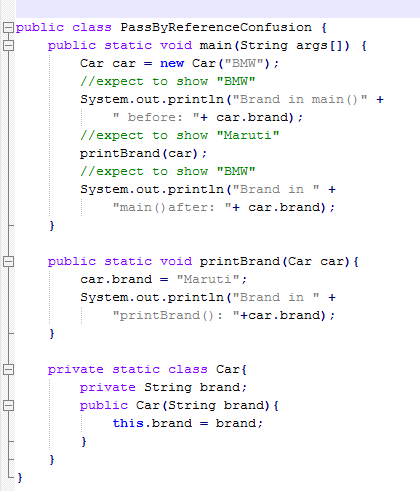 public class PassByReferenceConfusion {
    public static void main(String args[]) {
        Car car = new Car("BMW");
        //expect to show "BMW"
        System.out.println("Brand in main()" +
            " before: "+ car.brand);
        //expect to show "Maruti"
        printBrand(car);
        //expect to show "BMW"
        System.out.println("Brand in " +
            "main()after: "+ car.brand);
    }
    public static void printBrand(Car car){
        car.brand = "Maruti";
        System.out.println("Brand in " +
            "printBrand(): "+car.brand);
    }
    private static class Car{
        private String brand;
        public Car(String brand){
            this.brand = brand;
        }
    }
}